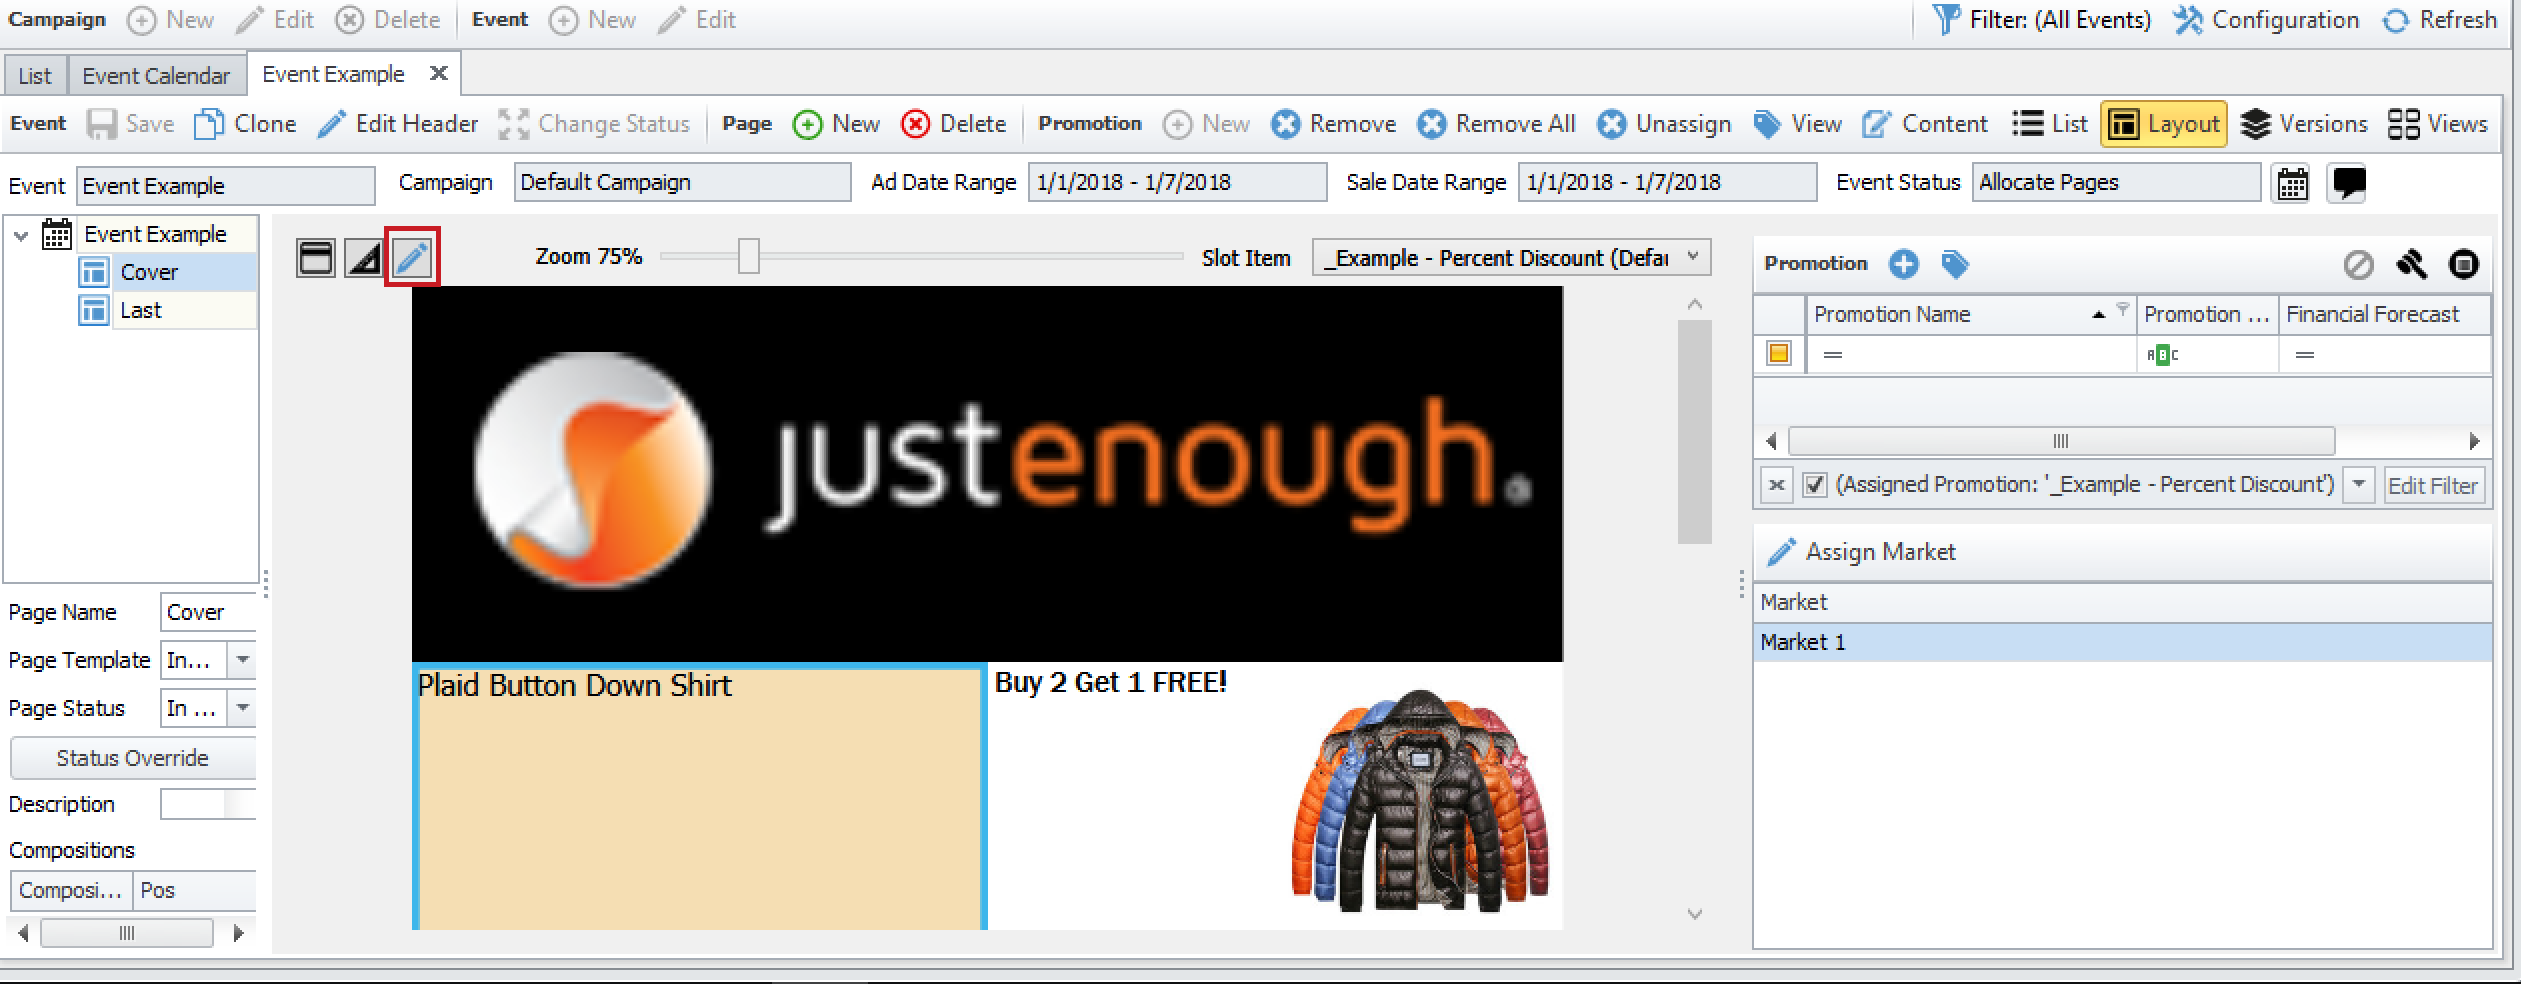 Campaign New Edit Delete Event New Edit Filter: (All Events) Configuration Refresh
List Event Calendar Event Example
Event Save Clone Edit Header Change Status Page New Delete Promotion New Remove Remove All Unassign View Content List Layout Versions Views
Event Event Example Campaign Default Campaign Ad Date Range 1/1/2018 - 1/7/2018 Sale Date Range 1/1/2018 - 1/7/2018 Event Status Allocate Pages
Event Example
Cover
Last
Page Name Cover
Page Template In...
Page Status In ...
Status Override
Description
Compositions
Composi... Pos
Zoom 75% Slot Item _Example - Percent Discount (Defau
justenough®
Plaid Button Down Shirt
Buy 2 Get 1 FREE!
Promotion
Promotion Name Promotion ... Financial Forecast
= ABC =
(Assigned Promotion: '_Example - Percent Discount') Edit Filter
Assign Market
Market
Market 1